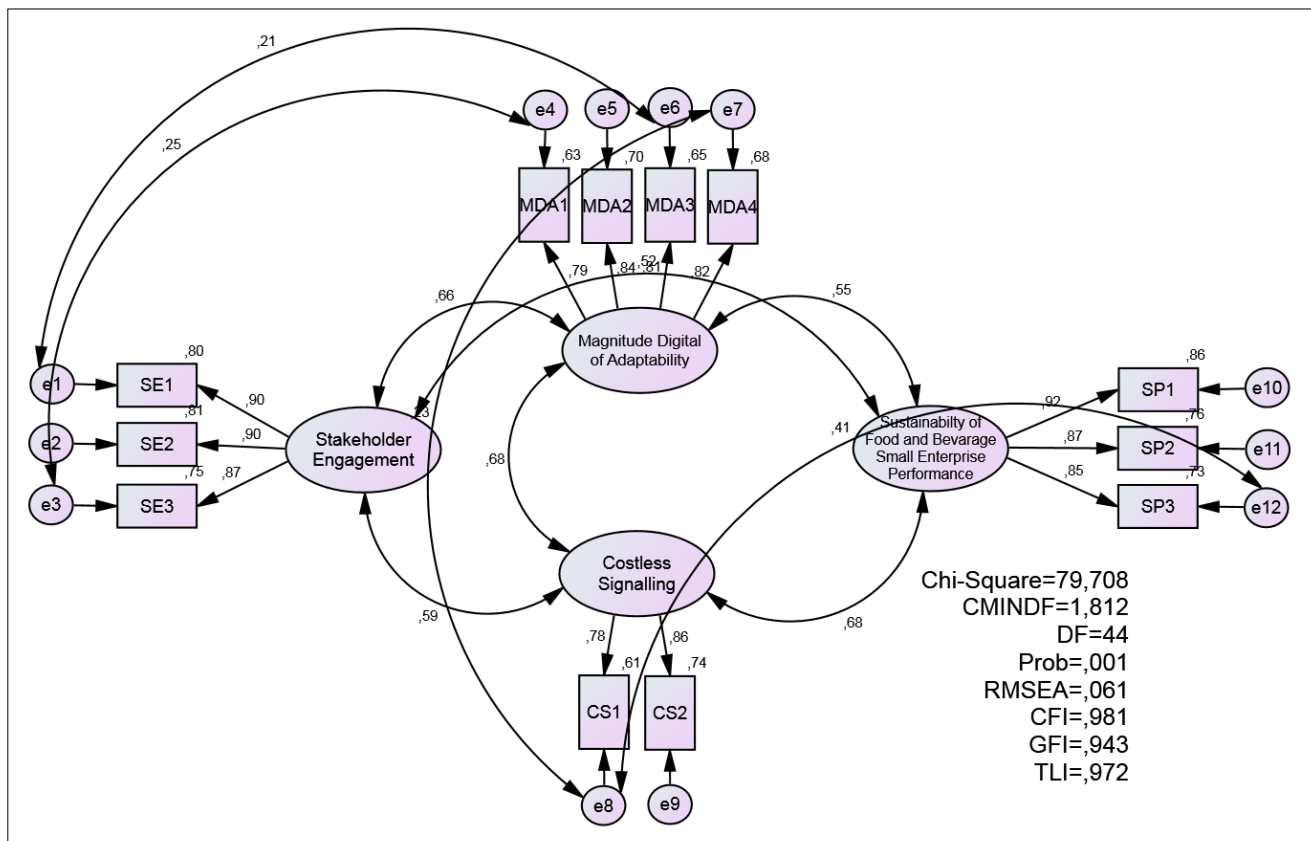 ,21
,25
e4
e5
e6
e7
,63
,70
,65
,68
MDA1
MDA2
MDA3
MDA4
,79
,84
,52
,81
,82
,66
,55
Magnitude Digital
of Adaptability
,80
e1
SE1
,90
,81
e2
SE2
,90
,75
e3
SE3
,87
Stakeholder
Engagement
,23
,68
,41
Sustainabilty of
Food and Bevarage
Small Enterprise
Performance
,86
SP1
e10
,92
,76
,87
SP2
e11
,85
,73
SP3
e12
Costless
Signalling
,59
,68
,78
,86
,61
,74
CS1
CS2
e8
e9
Chi-Square=79,708
CMINDF=1,812
DF=44
Prob=,001
RMSEA=,061
CFI=,981
GFI=,943
TLI=,972